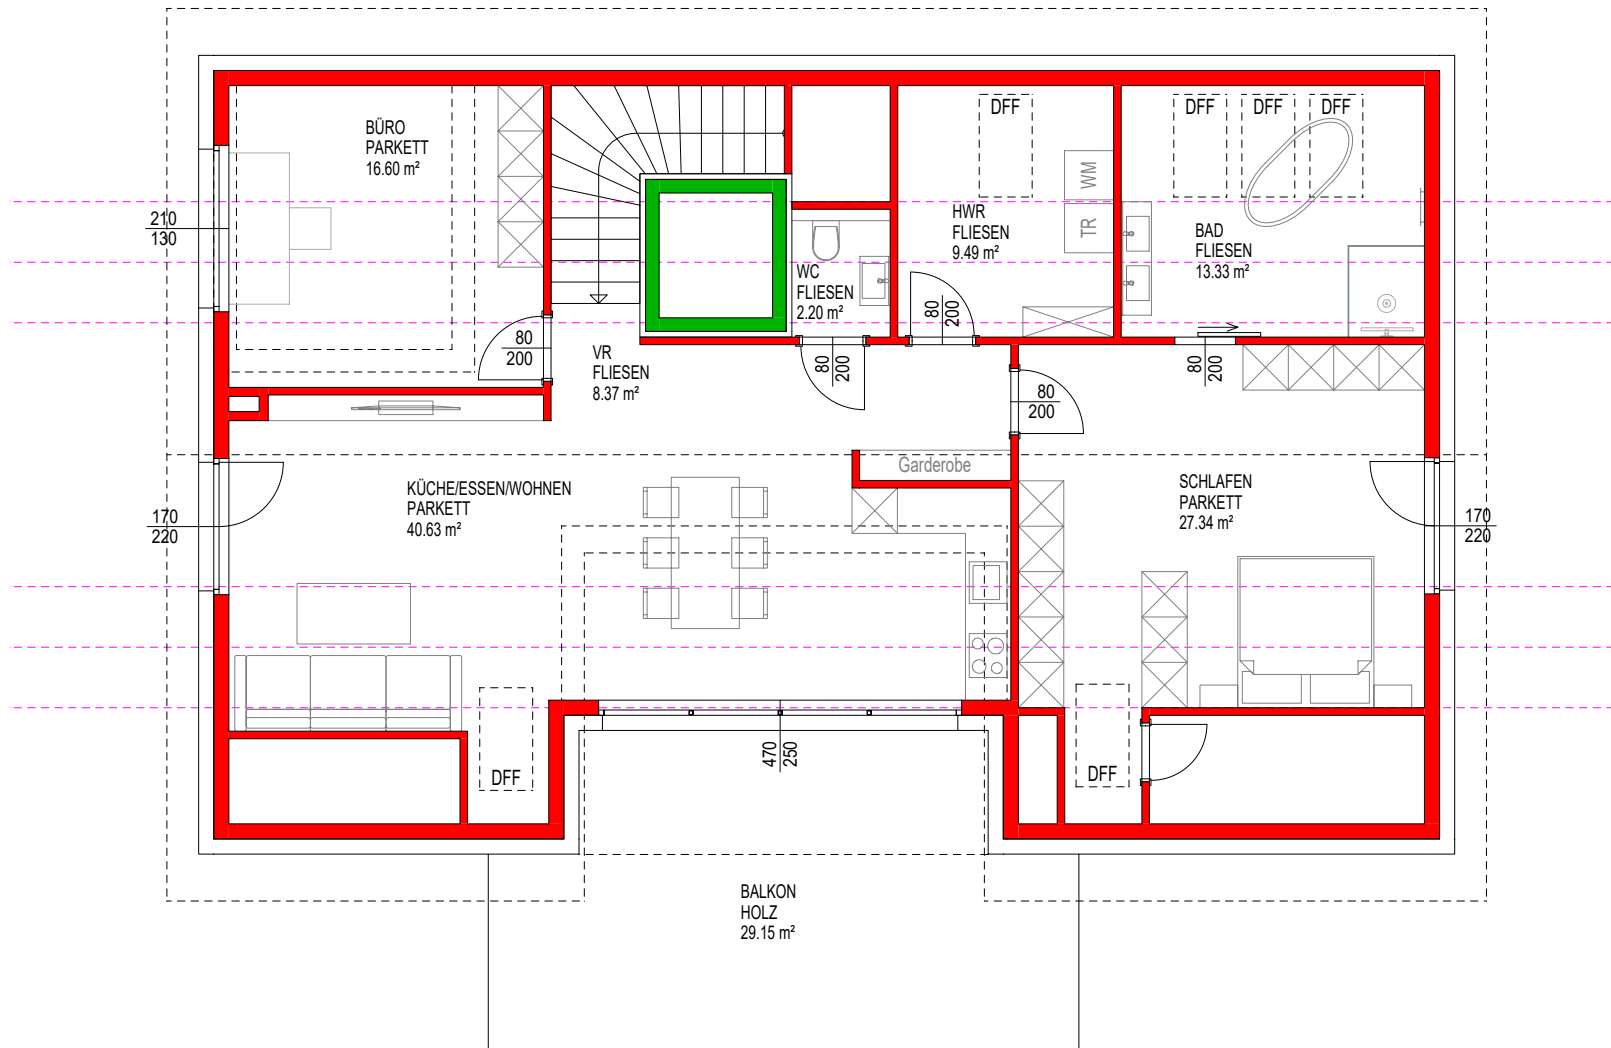 DFF
DFF
DFF
DFF
BÜRO
PARKETT
16.60 m²
WM
TR
HWR
FLIESEN
9.49 m²
BAD
FLIESEN
13.33 m²
210
130
WC
FLIESEN
2.20 m²
80
200
80
200
VR
FLIESEN
8.37 m²
80
200
80
200
80
200
Garderobe
KÜCHE/ESSEN/WOHNEN
PARKETT
40.63 m²
SCHLAFEN
PARKETT
27.34 m²
170
220
170
220
470
250
DFF
DFF
BALKON
HOLZ
29.15 m²